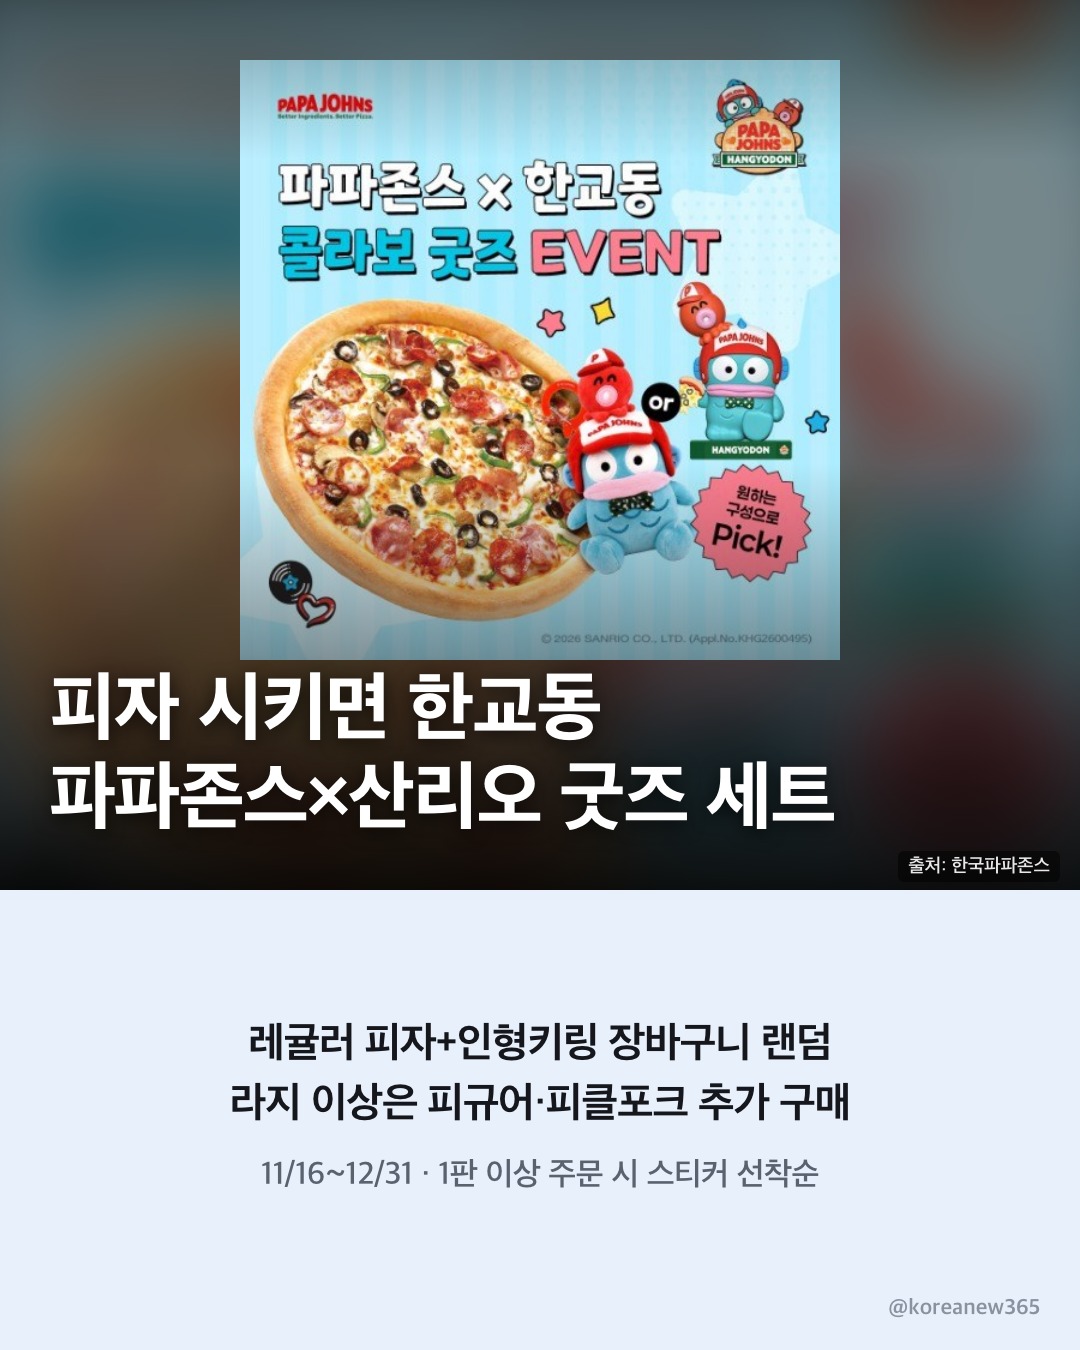 PAPA JOHNS
Better Ingredients. Better Pizza.
PAPA JOHNS
HANGYODON
파파존스 x 한교동
콜라보 굿즈 EVENT
PAPA JOHNS
PAPA JOHNS
or
HANGYODON
원하는
구성으로
Pick!
© 2026 SANRIO CO., LTD. (Appl.No.KHG2600495)
피자 시키면 한교동
파파존스×산리오 굿즈 세트
출처: 한국파파존스
레귤러 피자+인형키링 장바구니 랜덤
라지 이상은 피규어·피클포크 추가 구매
11/16~12/31 · 1판 이상 주문 시 스티커 선착순
@koreanew365